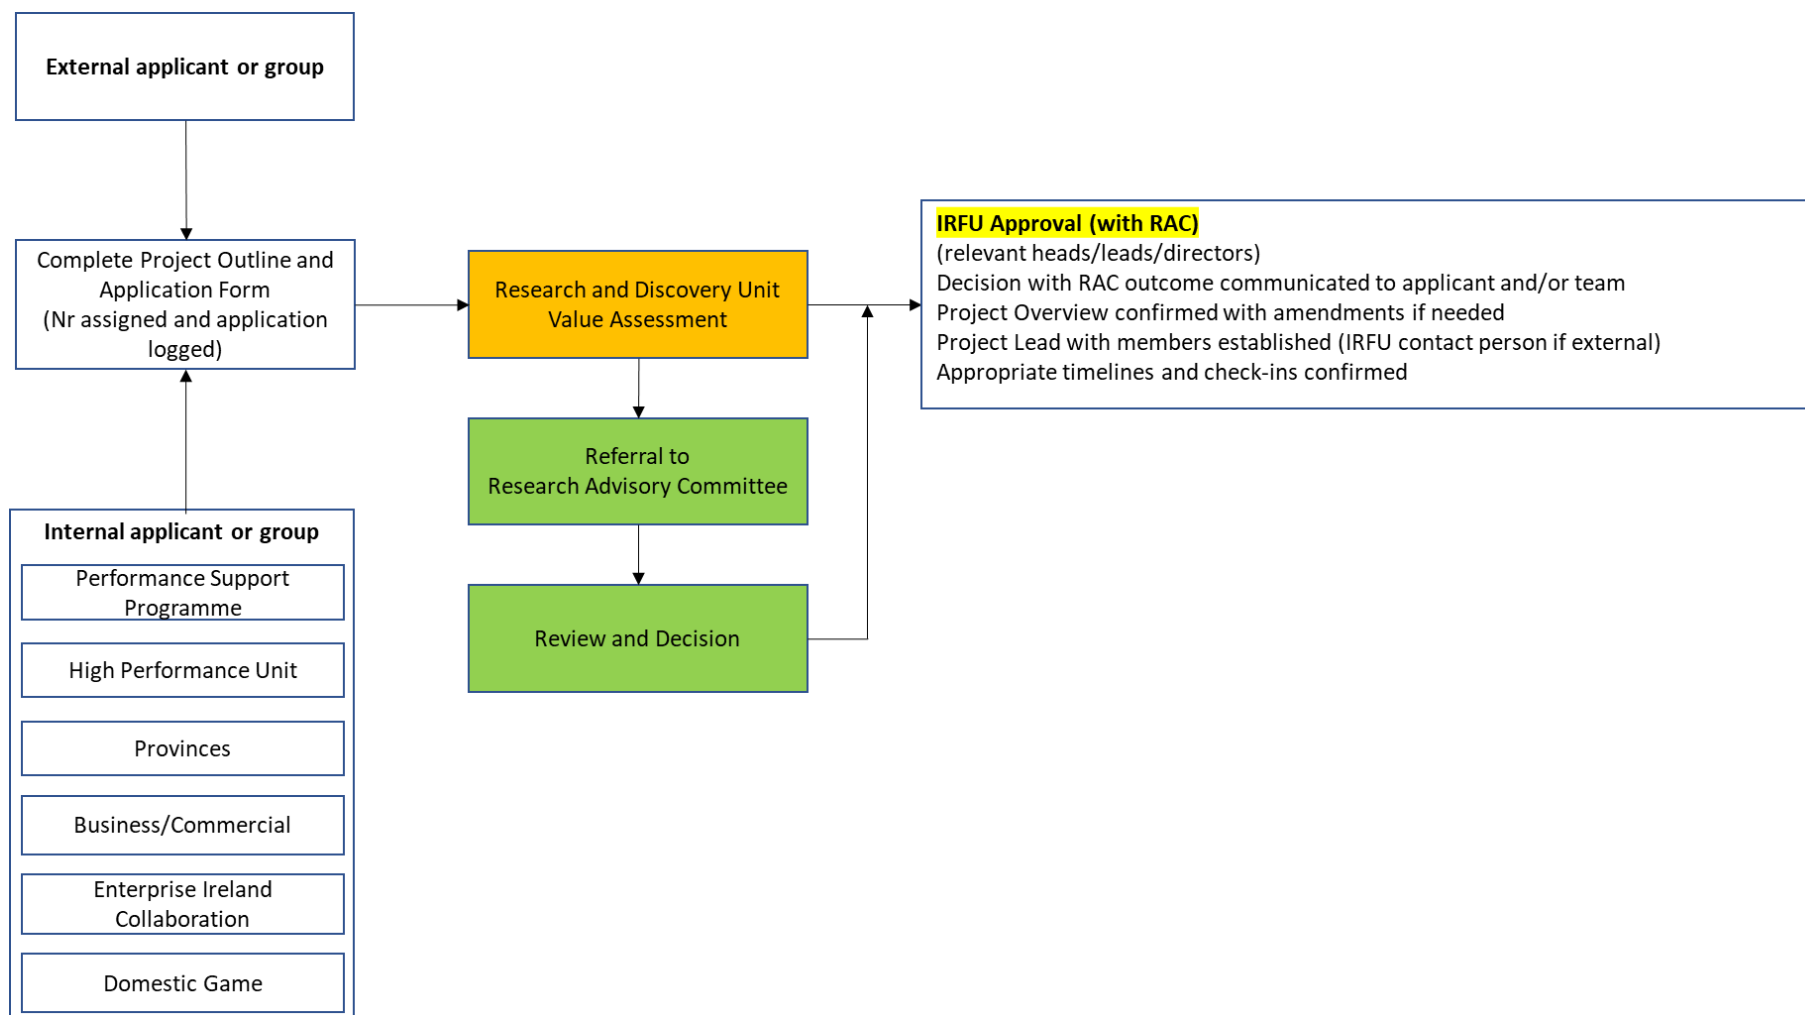 External applicant or group
Complete Project Outline and
Application Form
(Nr assigned and application
logged)
Internal applicant or group
Performance Support
Programme
High Performance Unit
Provinces
Business/Commercial
Enterprise Ireland
Collaboration
Domestic Game
Research and Discovery Unit
Value Assessment
Referral to
Research Advisory Committee
Review and Decision
IRFU Approval (with RAC)
(relevant heads/leads/directors)
Decision with RAC outcome communicated to applicant and/or team
Project Overview confirmed with amendments if needed
Project Lead with members established (IRFU contact person if external)
Appropriate timelines and check-ins confirmed